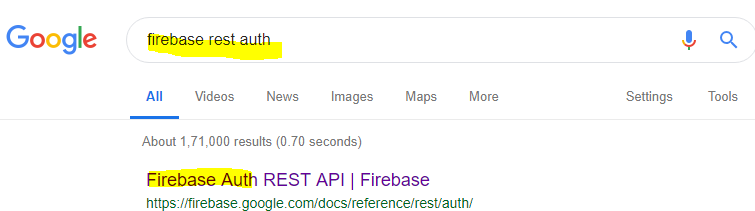 Google firebase rest auth
All Videos News Images Maps More Settings Tools
About 1,71,000 results (0.70 seconds)
Firebase Auth REST API | Firebase
https://firebase.google.com/docs/reference/rest/auth/